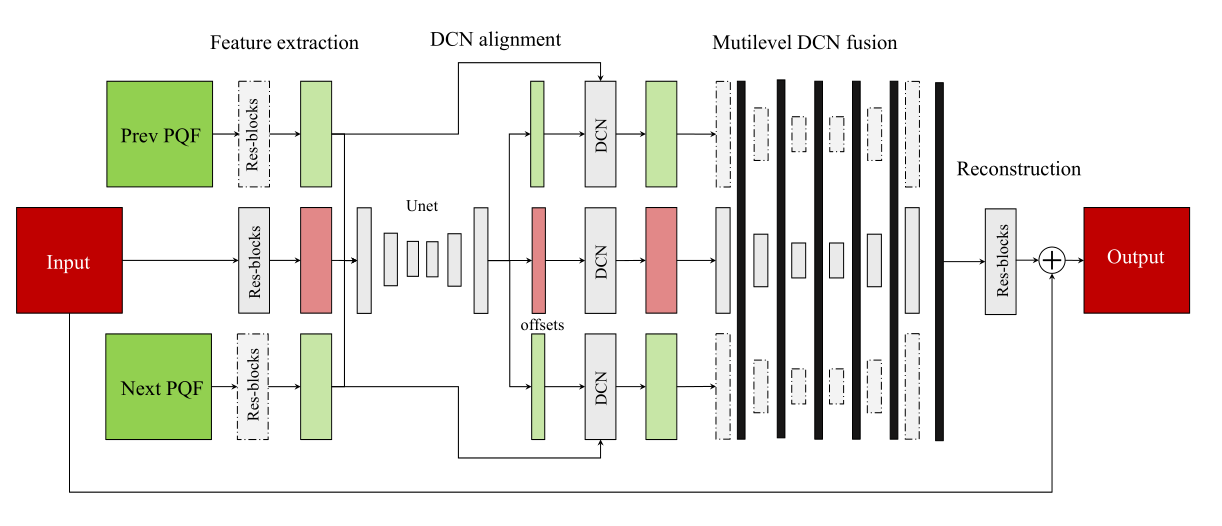 Feature extraction
DCN alignment
Mutilevel DCN fusion
Prev PQF
Res-blocks
DCN
Reconstruction
Input
Res-blocks
Unet
DCN
Res-blocks
Output
offsets
Next PQF
Res-blocks
DCN